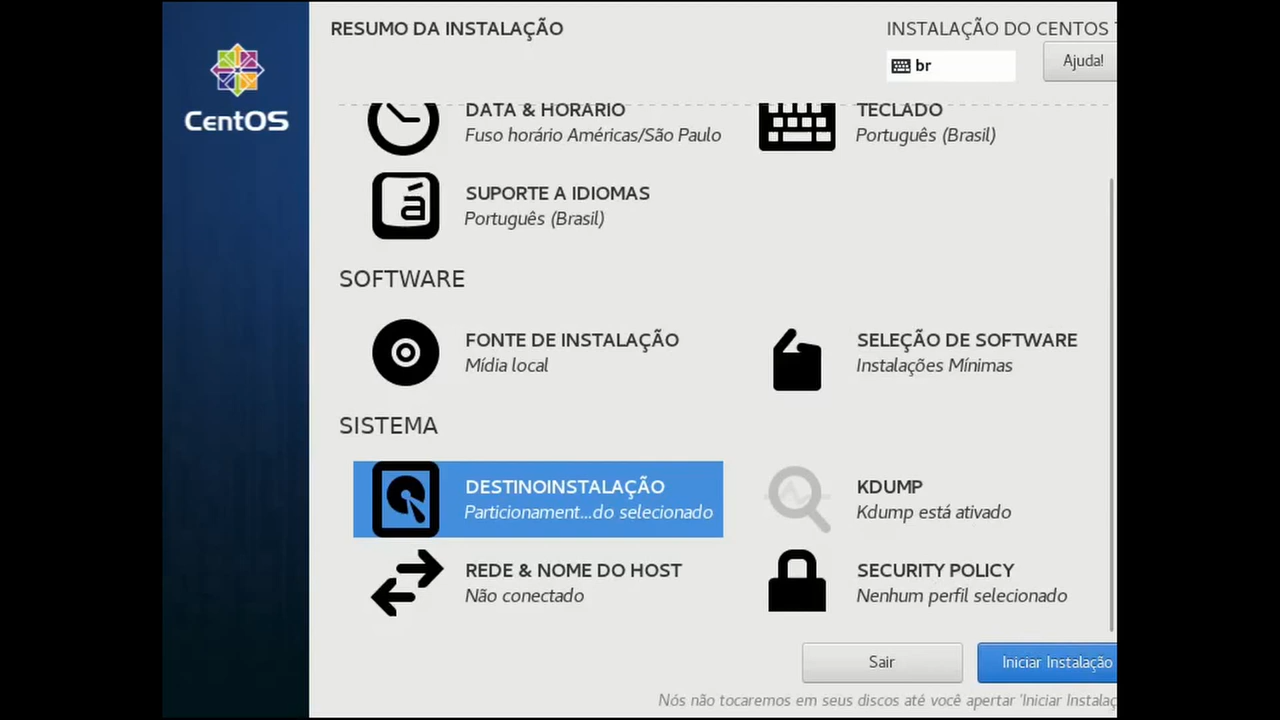 CentOS
RESUMO DA INSTALAÇÃO
INSTALAÇÃO DO CENTOS
br
Ajuda!
DATA & HORÁRIO
Fuso horário Américas/São Paulo
TECLADO
Português (Brasil)
SUPORTE A IDIOMAS
Português (Brasil)
SOFTWARE
FONTE DE INSTALAÇÃO
Mídia local
SELEÇÃO DE SOFTWARE
Instalações Mínimas
SISTEMA
DESTINOINSTALAÇÃO
Particionament...do selecionado
KDUMP
Kdump está ativado
REDE & NOME DO HOST
Não conectado
SECURITY POLICY
Nenhum perfil selecionado
Sair
Iniciar Instalação
Nós não tocaremos em seus discos até você apertar 'Iniciar Instalaç